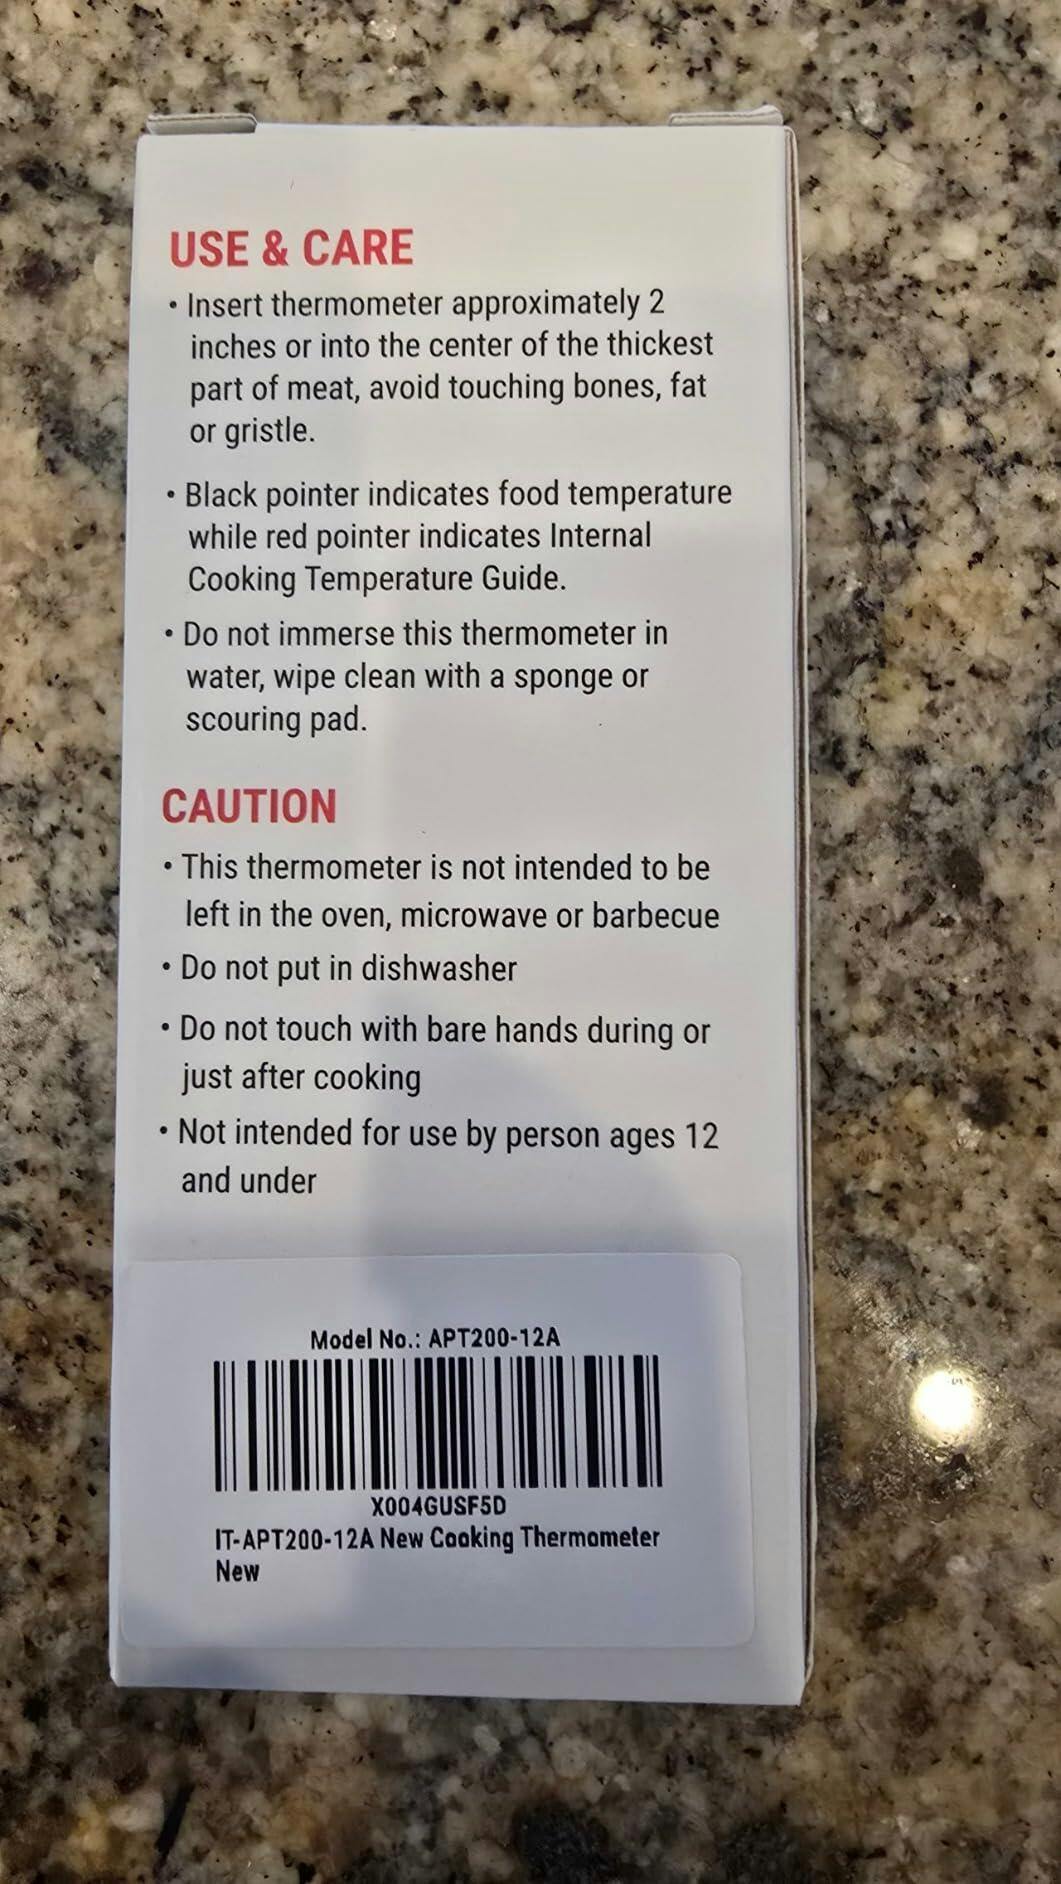 USE & CARE
• Insert thermometer approximately 2
inches or into the center of the thickest
part of meat, avoid touching bones, fat
or gristle.
• Black pointer indicates food temperature
while red pointer indicates Internal
Cooking Temperature Guide.
• Do not immerse this thermometer in
water, wipe clean with a sponge or
scouring pad.
CAUTION
• This thermometer is not intended to be
left in the oven, microwave or barbecue
• Do not put in dishwasher
• Do not touch with bare hands during or
just after cooking
• Not intended for use by person ages 12
and under
Model No.: APT200-12A
X004GUSF5D
IT-APT200-12A New Cooking Thermometer
New